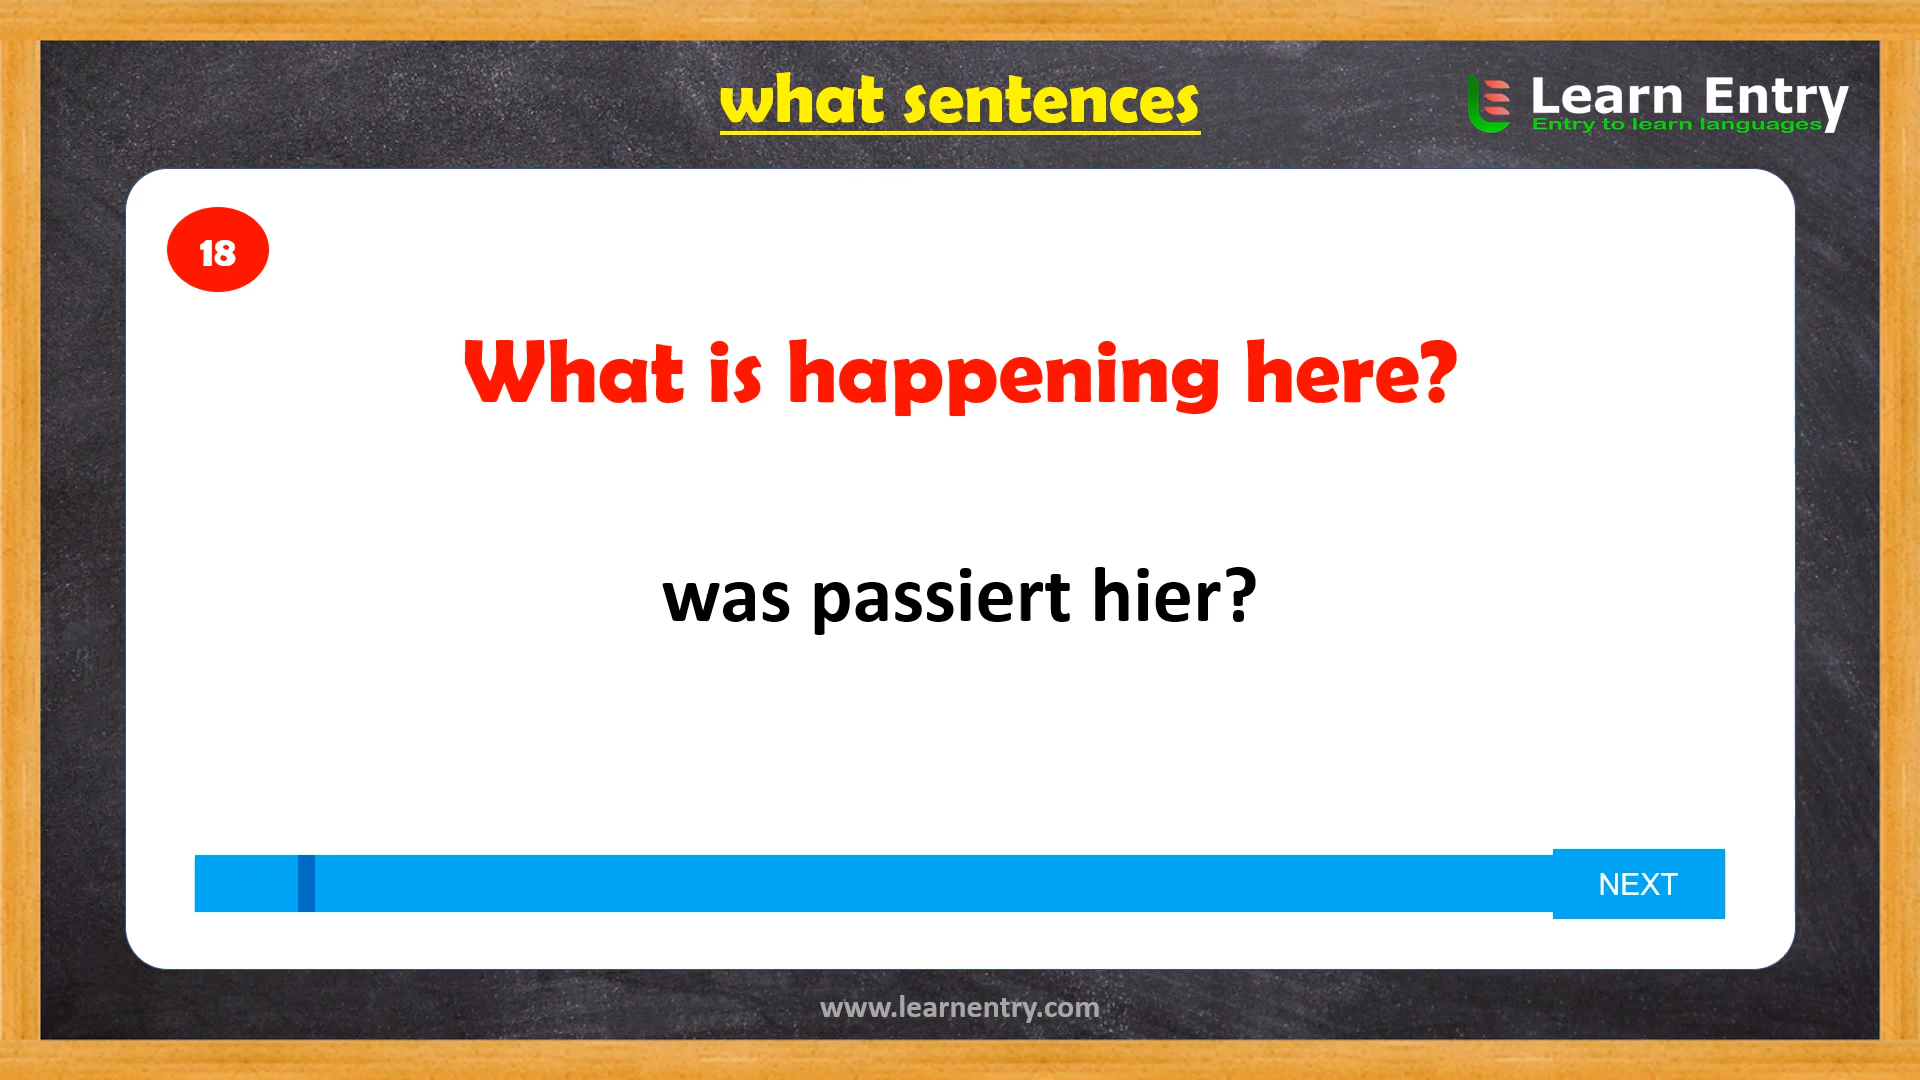 what sentences
Learn Entry
Entry to learn languages
18
What is happening here?
was passiert hier?
NEXT
www.learnentry.com